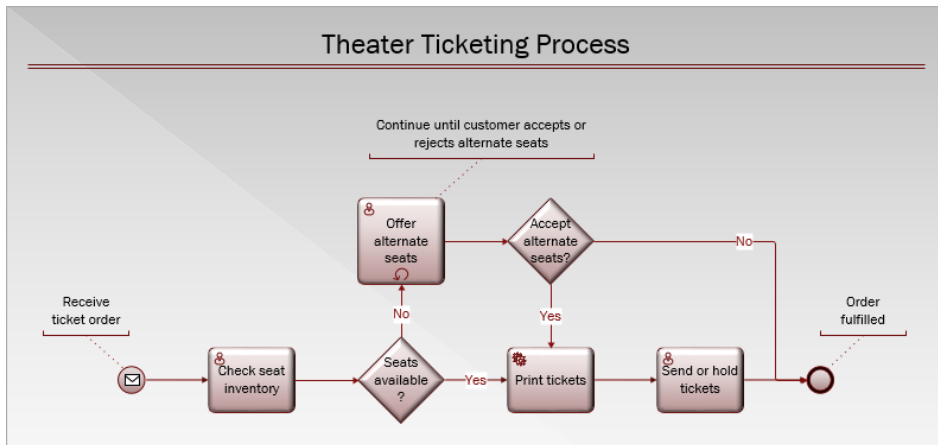 Theater Ticketing Process
Continue until customer accepts or
rejects alternate seats
Offer
alternate
seats
Accept
alternate
seats?
No
Receive
ticket order
No
Yes
Order
fulfilled
Check seat
inventory
Seats
available
?
Yes
Print tickets
Send or hold
tickets